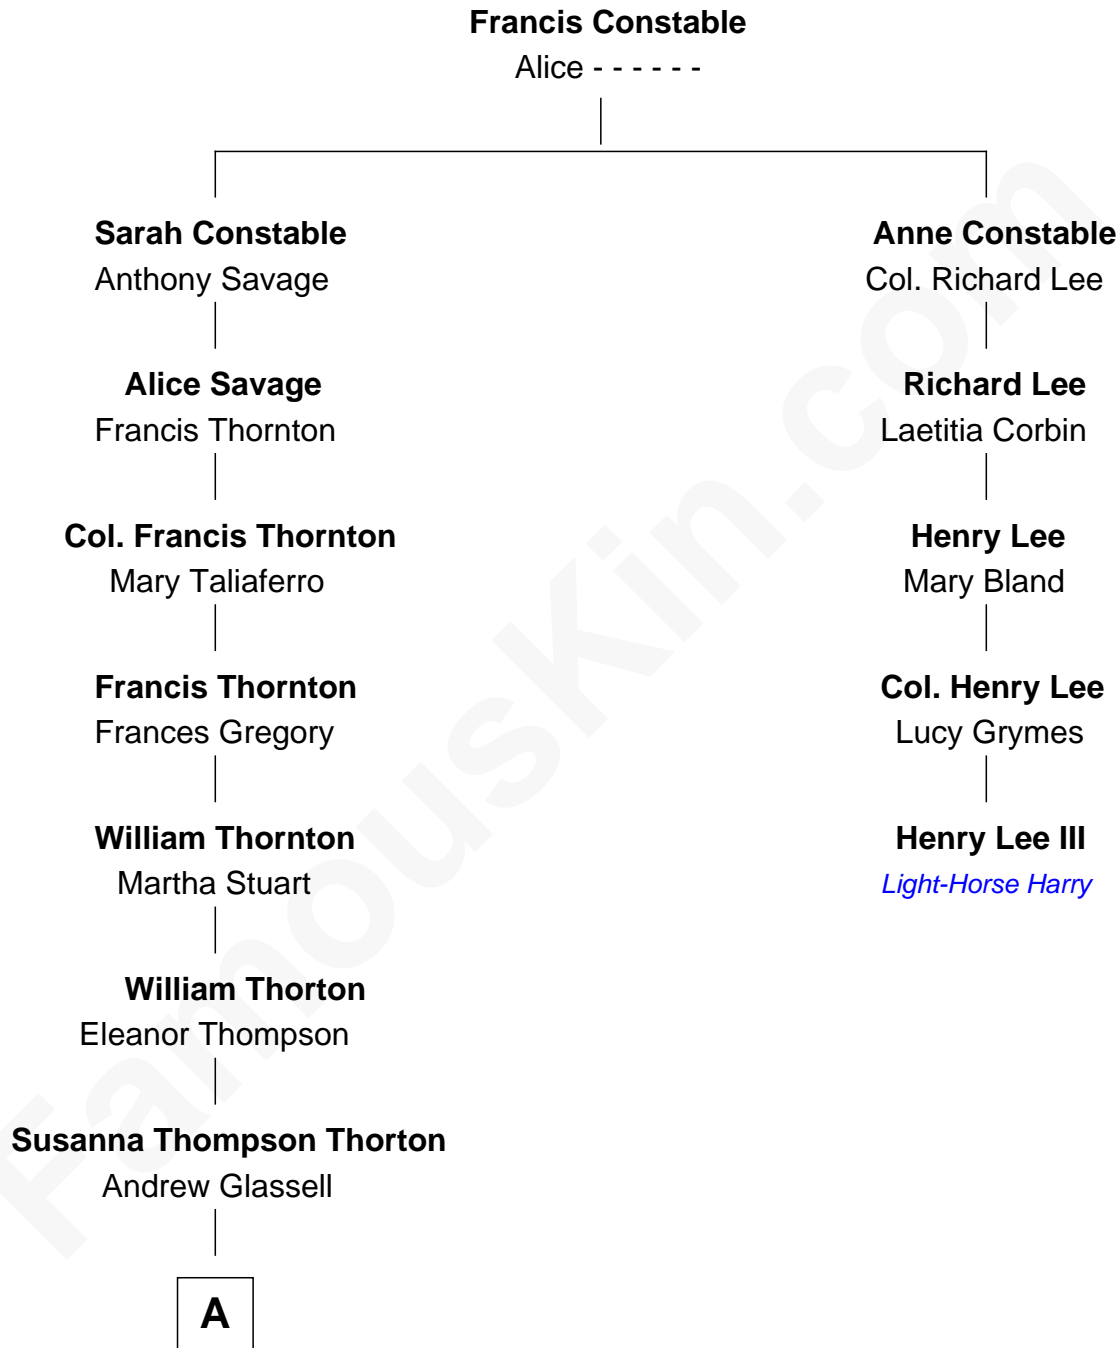 Francis Constable
Alice - - - - - -
Sarah Constable
Anthony Savage
Anne Constable
Col. Richard Lee
Alice Savage
Francis Thornton
Richard Lee
Laetitia Corbin
Col. Francis Thornton
Mary Taliaferro
Henry Lee
Mary Bland
Francis Thornton
Frances Gregory
Col. Henry Lee
Lucy Grymes
William Thornton
Martha Stuart
Henry Lee III
Light-Horse Harry
William Thorton
Eleanor Thompson
Susanna Thompson Thorton
Andrew Glassell
A
FamousKin.com